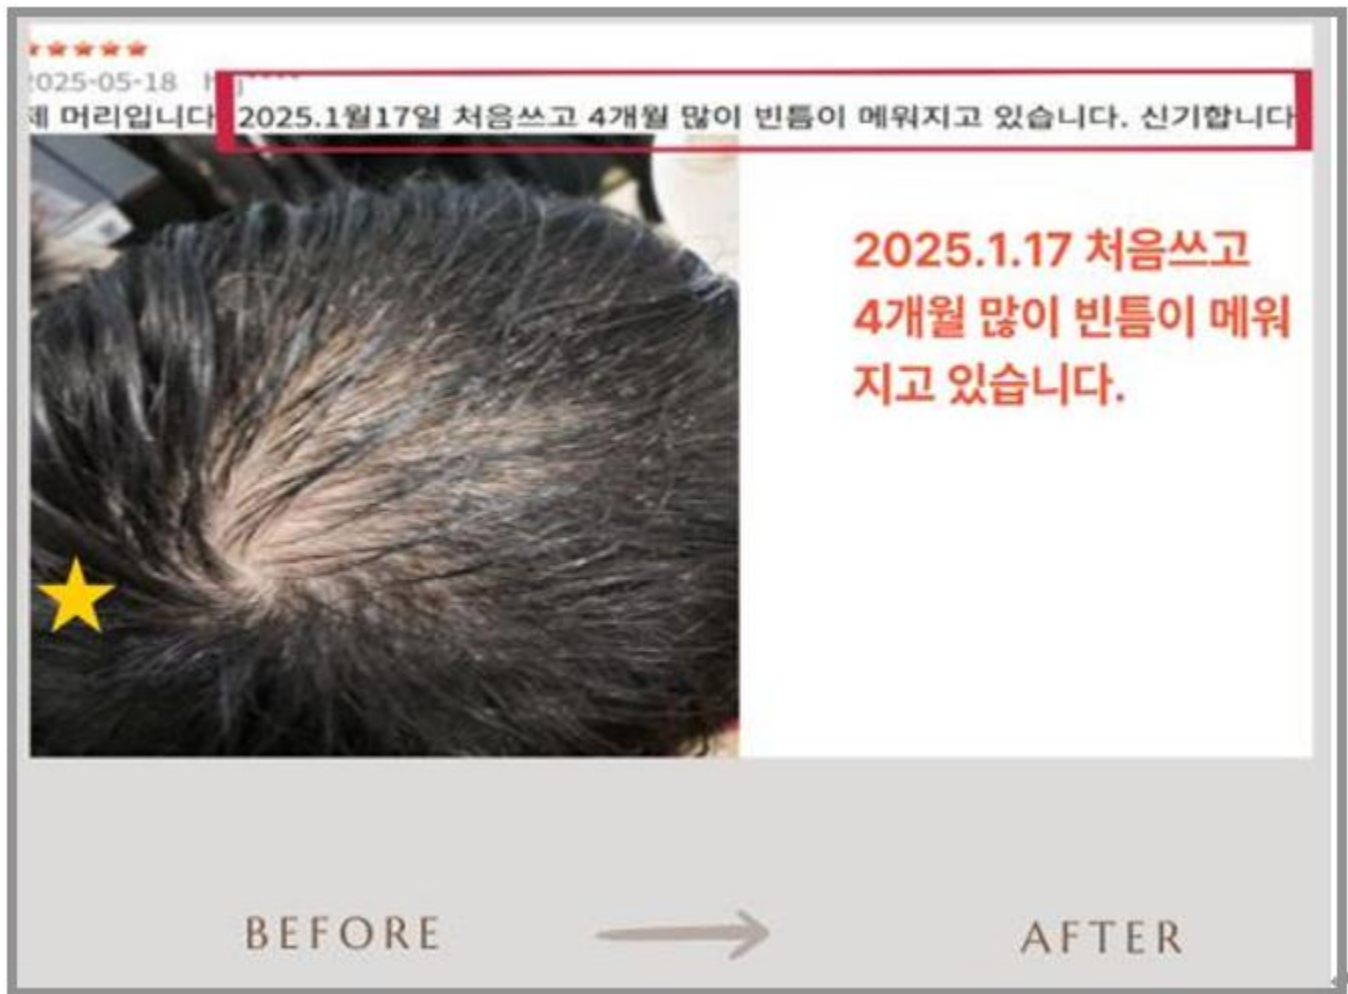 2025-05-18
제 머리입니다 2025.1월17일 처음쓰고 4개월 많이 빈틈이 메워지고 있습니다. 신기합니다
2025.1.17 처음쓰고
4개월 많이 빈틈이 메워
지고 있습니다.
BEFORE
AFTER